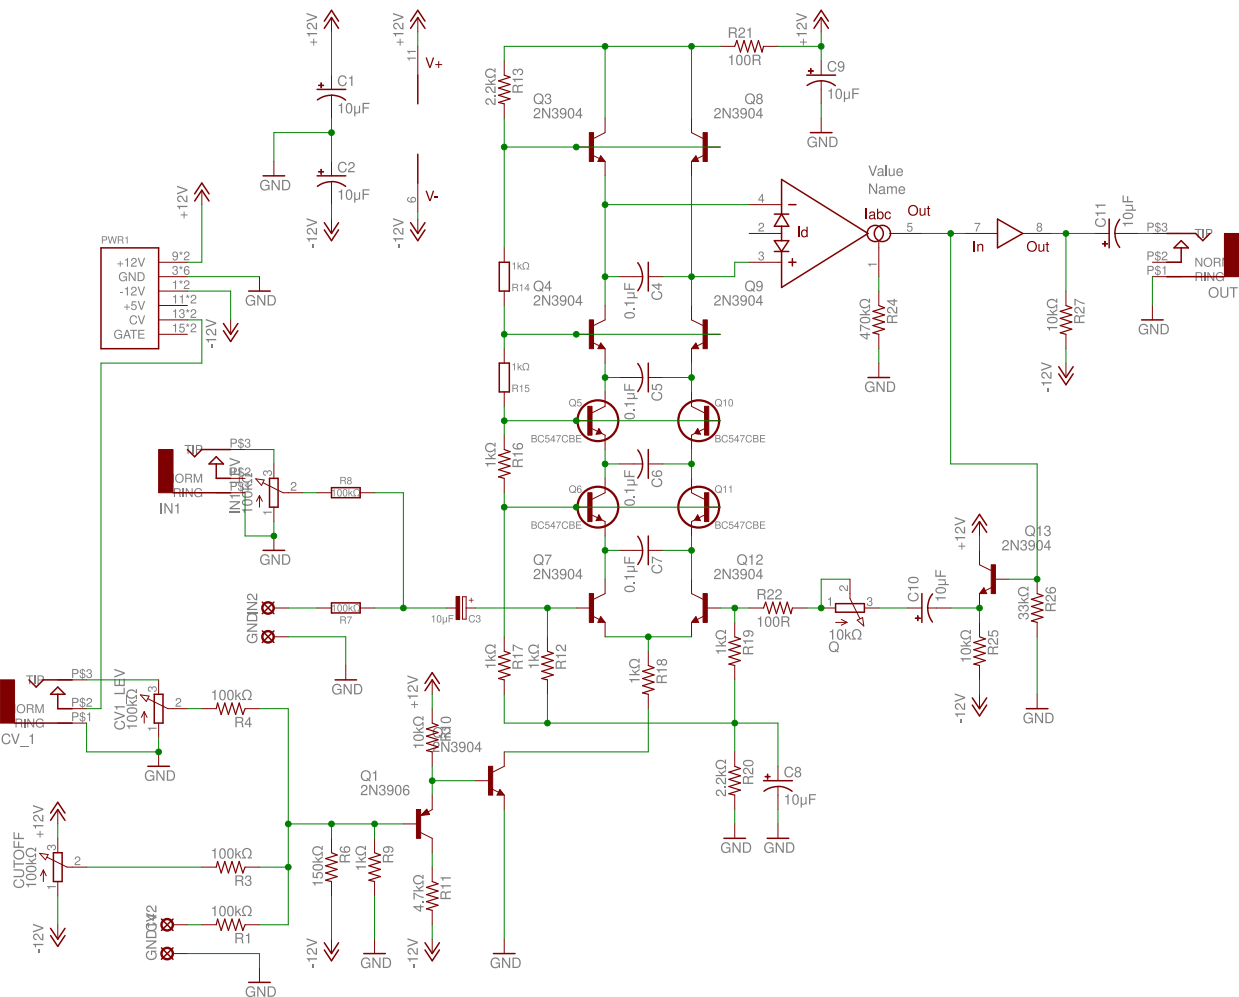 +12V
+12V
+12V
C1
10µF
GND
C2
10µF
-12V
-12V
11
V+
6
V-
R21
100R
C9
10µF
GND
2.2kΩ
R13
Q3
2N3904
Q8
2N3904
Value
Name
Iabc
Id
4
2
3
5
Out
1
7
In
8
Out
C11
10µF
P$3
TIP
P$2
NORM
P$1
RING
OUT
GND
470kΩ
R24
GND
10kΩ
R27
-12V
+12V
PWR1
+12V
9*2
GND
3*6
-12V
1*2
+5V
11*2
CV
13*2
GATE
15*2
GND
-12V
1kΩ
R14
Q4
2N3904
0.1µF
C4
Q9
2N3904
1kΩ
R15
0.1µF
C5
Q5
BC547CBE
Q10
BC547CBE
1kΩ
R16
0.1µF
C6
Q6
BC547CBE
Q11
BC547CBE
TIP
P$3
ORM
RING
IN1
100kΩ
3
2
1
GND
R8
100kΩ
Q7
2N3904
0.1µF
C7
Q12
2N3904
GND
IN2
100kΩ
R7
10µF
C3
GND
1kΩ
R17
1kΩ
R12
1kΩ
R18
1kΩ
R19
R22
100R
1
2
3
10kΩ
Q
C10
10µF
+12V
Q13
2N3904
10kΩ
R25
-12V
33kΩ
R26
GND
TIP
P$3
ORM
P$2
RING
P$1
CV_1
CV1_LEV
100kΩ
3
2
1
GND
100kΩ
R4
+12V
10kΩ
2N3904
Q1
2N3906
2.2kΩ
R20
C8
10µF
GND
GND
+12V
CUTOFF
100kΩ
3
2
1
-12V
100kΩ
R3
100kΩ
R1
GND
GND
150kΩ
R6
-12V
1kΩ
R9
GND
4.7kΩ
R11
-12V
GND